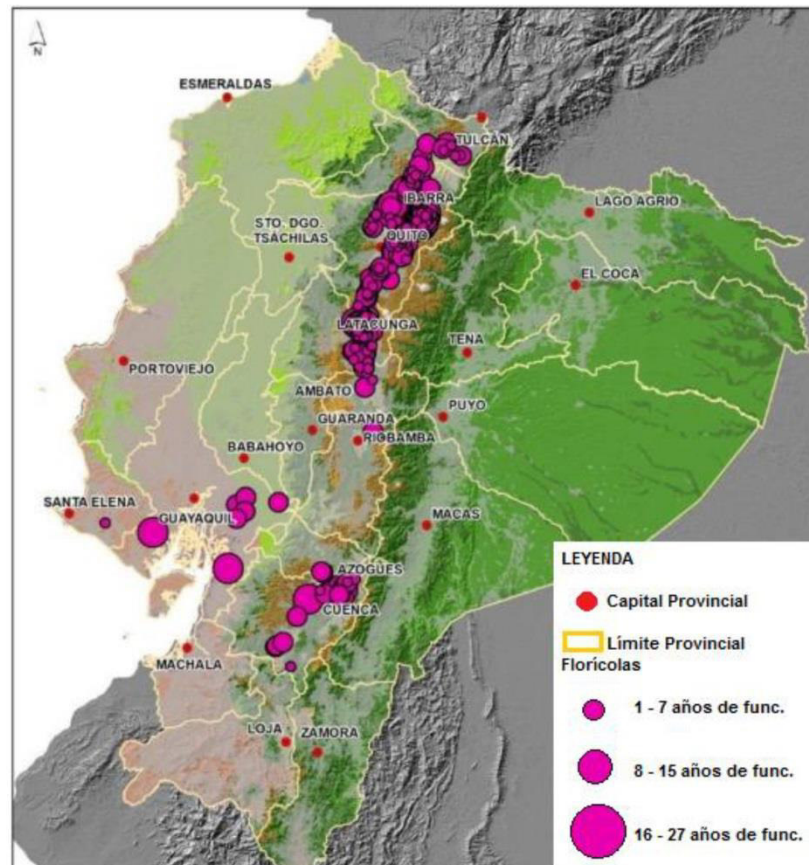 N
ESMERALDAS
TULCÁN
IBARRA
LAGO AGRIO
STO. DGO.
TSÁCHILAS
QUITO
EL COCA
LATACUNGA
TENA
PORTOVIEJO
AMBATO
PUYO
GUARANDA
RIOBAMBA
BABAHOYO
SANTA ELENA
GUAYAQUIL
MACAS
AZOGUES
CUENCA
MACHALA
LOJA
ZAMORA
LEYENDA
Capital Provincial
Límite Provincial
Florícolas
1 - 7 años de func.
8 - 15 años de func.
16 - 27 años de func.